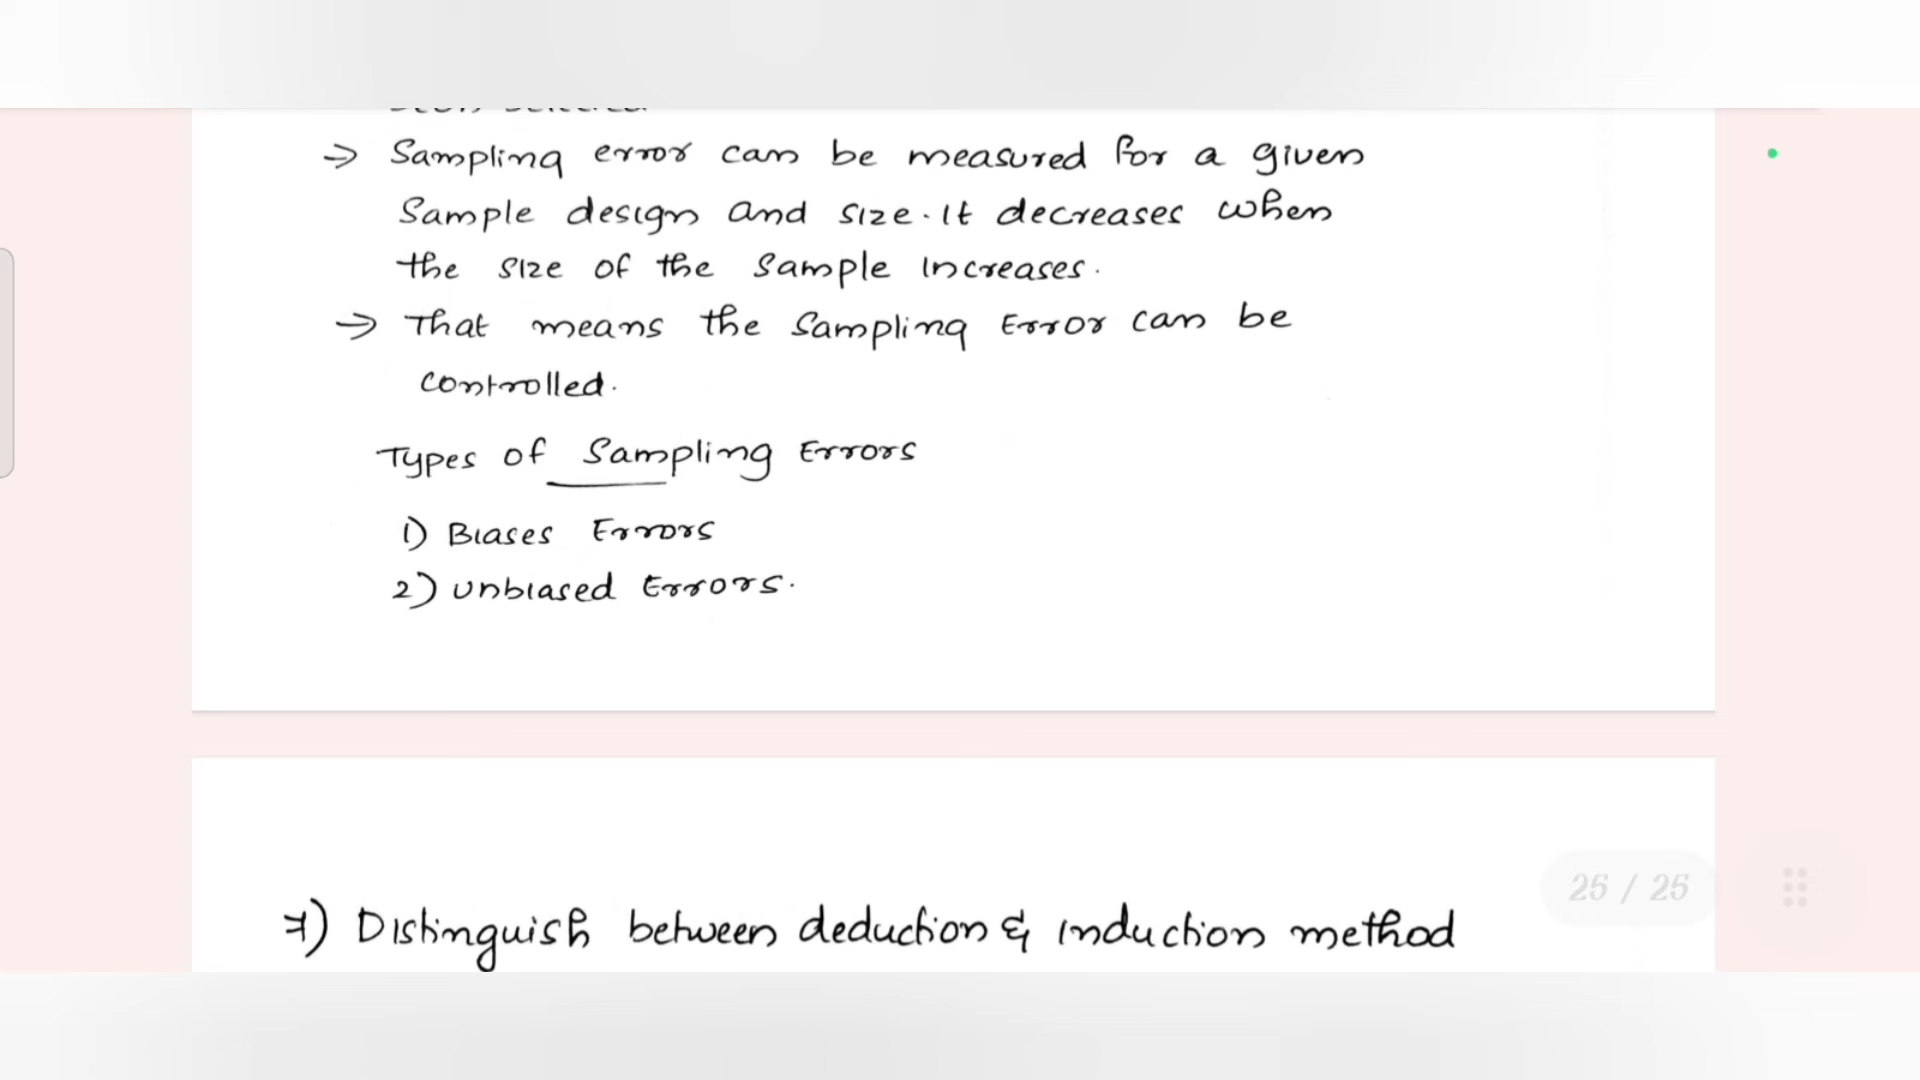 → Sampling error can be measured for a given
Sample design and size. It decreases when
the size of the sample increases.
→ That means the Sampling Error can be
controlled.
Types of Sampling Errors
1) Biases Errors
2) unbiased Errors.
25 / 25
7) Distinguish between deduction & induction method